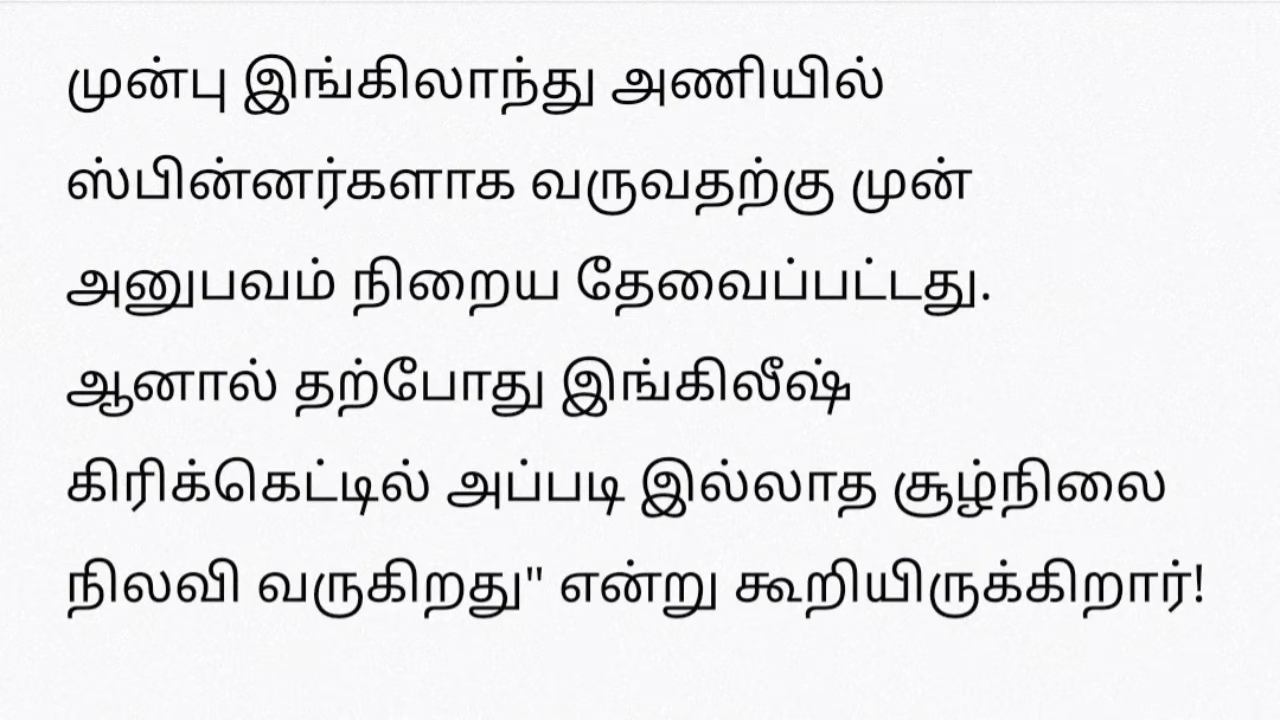 முன்பு இங்கிலாந்து அணியில்
ஸ்பின்னர்களாக வருவதற்கு முன்
அனுபவம் நிறைய தேவைப்பட்டது.
ஆனால் தற்போது இங்கிலீஷ்
கிரிக்கெட்டில் அப்படி இல்லாத சூழ்நிலை
நிலவி வருகிறது" என்று கூறியிருக்கிறார்!